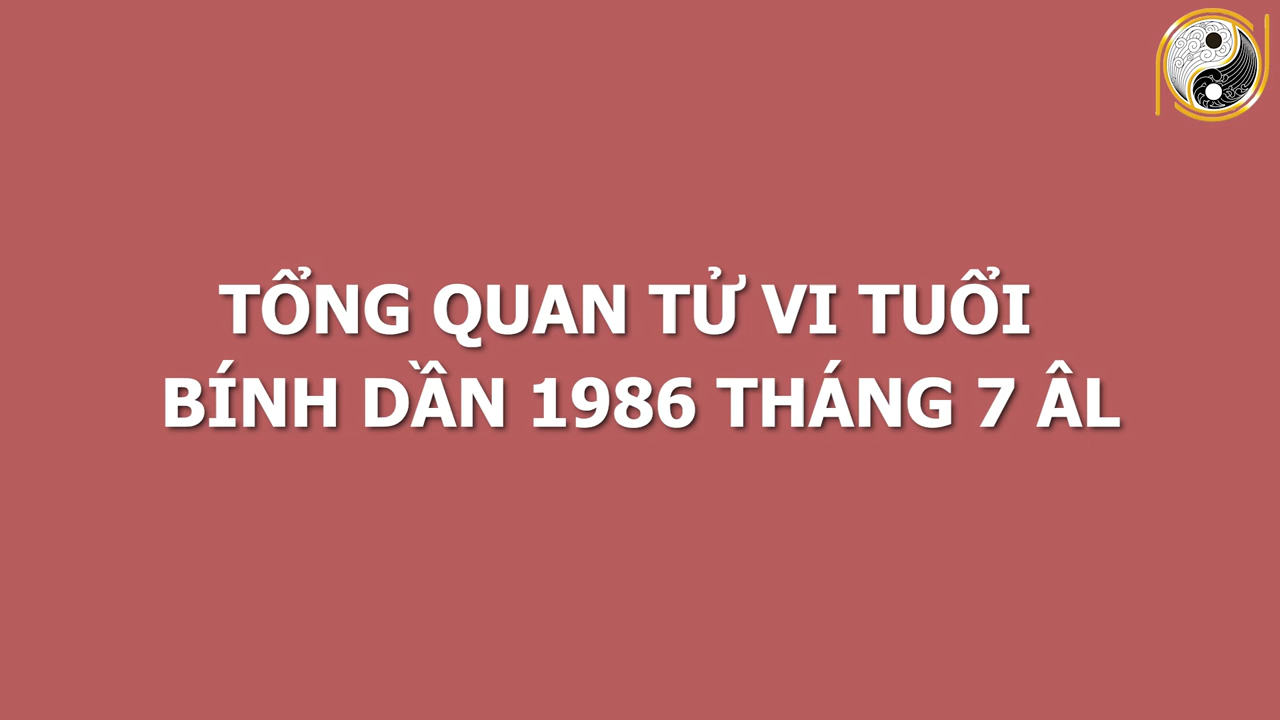 TỔNG QUAN TỬ VI TUỔI
BÍNH DẦN 1986 THÁNG 7 ÂL